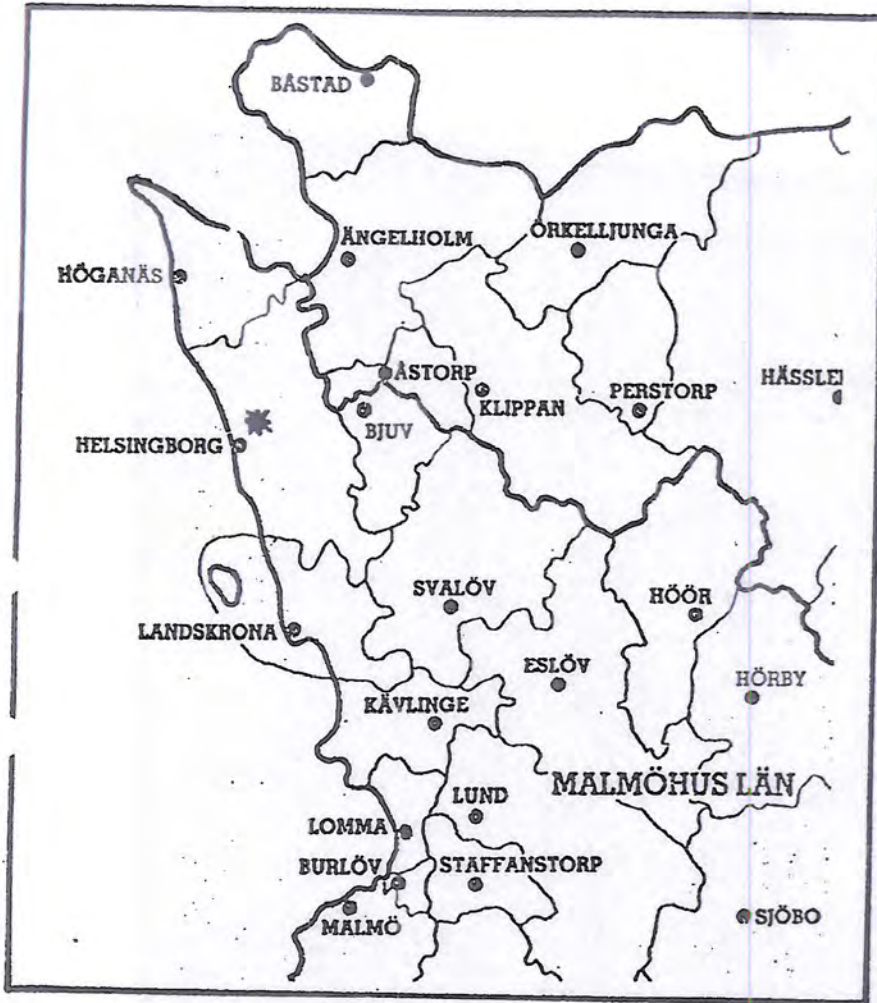 BÅSTAD
ÄNGELHOLM
ÖRKELLJUNGA
HÖGANÄS
ÅSTORP
HÄSSLE
KLIPPAN
PERSTORP
BJUV
HELSINGBORG
SVALÖV
HÖÖR
LANDSKRONA
ESLÖV
HÖRBY
KÄVLINGE
MALMÖHUS LÄN
LUND
LOMMA
BURLÖV
STAFFANSTORP
MALMÖ
SJÖBO